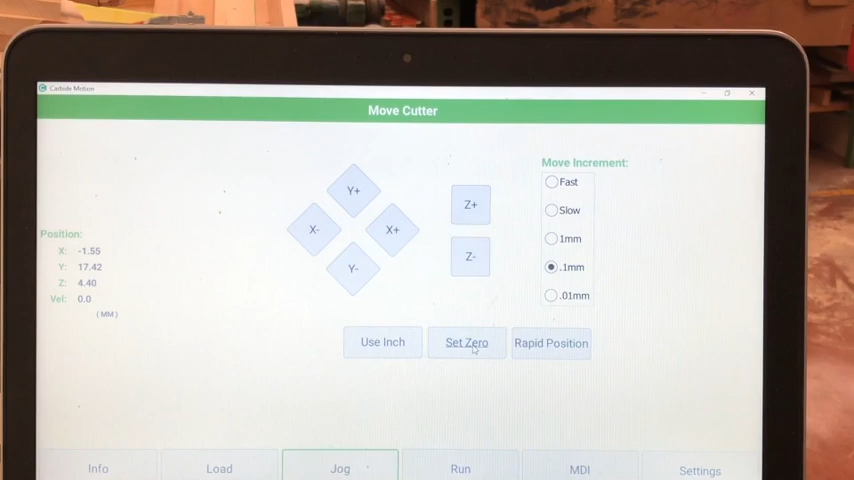 Carbide Motion
Move Cutter
Move Increment:
Y+
X-
X+
Y-
Z+
Z-
Fast
Slow
1mm
.1mm
.01mm
Position:
X: -1.55
Y: 17.42
Z: 4.40
Vel: 0.0
(MM)
Use Inch
Set Zero
Rapid Position
Info
Load
Jog
Run
MDI
Settings